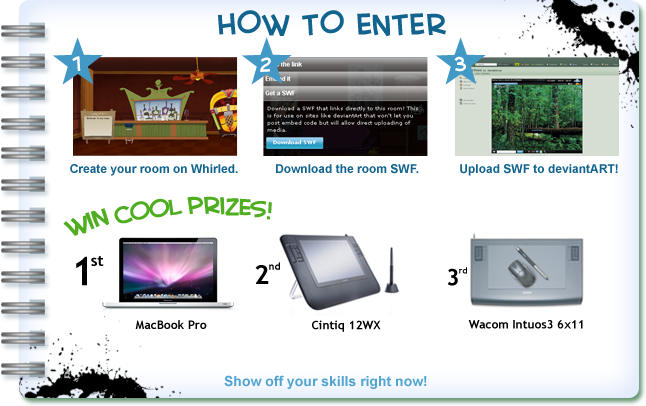 HOW TO ENTER
1
2
3
the link
Embed it
Get a SWF
Download a SWF that links directly to this room! This
is for use on sites like deviantArt that won't let you
post embed code but will allow direct uploading of
media.
Download SWF
Create your room on Whirled.
Download the room SWF.
Upload SWF to deviantART!
WIN COOL PRIZES!
1st
2nd
3rd
MacBook Pro
Cintiq 12WX
Wacom Intuos3 6x11
Show off your skills right now!